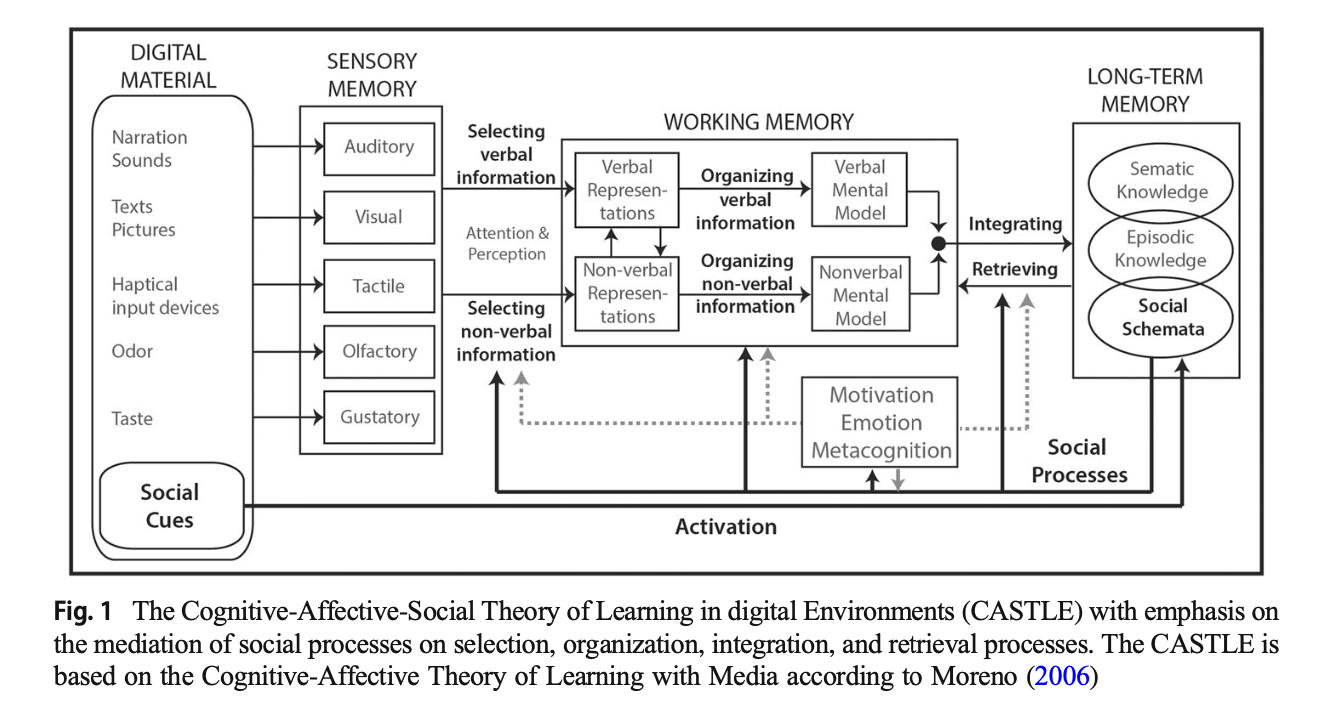 DIGITAL
MATERIAL
Narration
Sounds
Texts
Pictures
Haptical
input devices
Odor
Taste
Social
Cues
SENSORY
MEMORY
Auditory
Visual
Tactile
Olfactory
Gustatory
Selecting
verbal
information
Attention &
Perception
Selecting
non-verbal
information
WORKING MEMORY
Verbal
Represen-
tations
Non-verbal
Represen-
tations
Organizing
verbal
information
Organizing
non-verbal
information
Verbal
Mental
Model
Nonverbal
Mental
Model
Integrating
Retrieving
LONG-TERM
MEMORY
Sematic
Knowledge
Episodic
Knowledge
Social
Schemata
Motivation
Emotion
Metacognition
Social
Processes
Activation
Fig. 1 The Cognitive-Affective-Social Theory of Learning in digital Environments (CASTLE) with emphasis on
the mediation of social processes on selection, organization, integration, and retrieval processes. The CASTLE is
based on the Cognitive-Affective Theory of Learning with Media according to Moreno (2006)